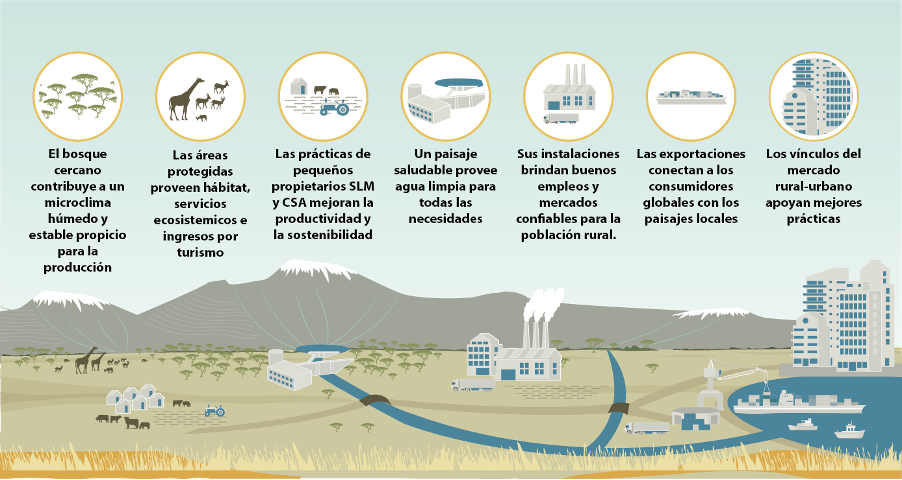 El bosque
cercano
contribuye a un
microclima
húmedo y
estable propicio
para la
producción
Las áreas
protegidas
proveen hábitat,
servicios
ecosistemicos e
ingresos por
turismo
Las prácticas de
pequeños
propietarios SLM
y CSA mejoran la
productividad y
la sostenibilidad
Un paisaje
saludable provee
agua limpia para
todas las
necesidades
Sus instalaciones
brindan buenos
empleos y
mercados
confiables para la
población rural.
Las exportaciones
conectan a los
consumidores
globales con los
paisajes locales
Los vínculos del
mercado
rural-urbano
apoyan mejores
prácticas